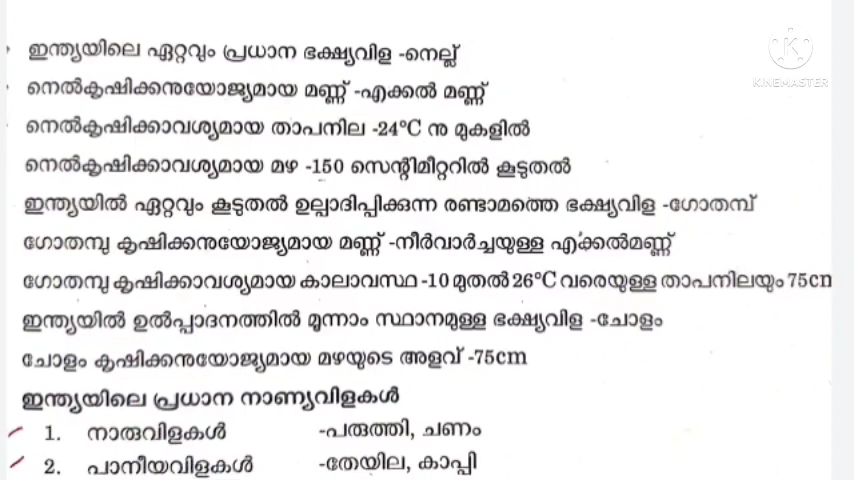 ഇന്ത്യയിലെ ഏറ്റവും പ്രധാന ഭക്ഷ്യവിള -നെല്ല്
KINEMASTER
നെൽകൃഷിക്കനുയോജ്യമായ മണ്ണ് -എക്കൽ മണ്ണ്
നെൽകൃഷിക്കാവശ്യമായ താപനില -24°C നു മുകളിൽ
നെൽകൃഷിക്കാവശ്യമായ മഴ -150 സെന്റിമീറ്ററിൽ കൂടുതൽ
ഇന്ത്യയിൽ ഏറ്റവും കൂടുതൽ ഉല്പാദിപ്പിക്കുന്ന രണ്ടാമത്തെ ഭക്ഷ്യവിള -ഗോതമ്പ്
ഗോതമ്പു കൃഷിക്കനുയോജ്യമായ മണ്ണ് -നീർവാർച്ചയുള്ള എക്കൽമണ്ണ്
ഗോതമ്പു കൃഷിക്കാവശ്യമായ കാലാവസ്ഥ -10 മുതൽ 26°C വരെയുള്ള താപനിലയും 75cm
ഇന്ത്യയിൽ ഉൽപ്പാദനത്തിൽ മൂന്നാം സ്ഥാനമുള്ള ഭക്ഷ്യവിള -ചോളം
ചോളം കൃഷിക്കനുയോജ്യമായ മഴയുടെ അളവ് -75cm
ഇന്ത്യയിലെ പ്രധാന നാണ്യവിളകൾ
1. നാരുവിളകൾ -പരുത്തി, ചണം
2. പാനീയവിളകൾ -തേയില, കാപ്പി